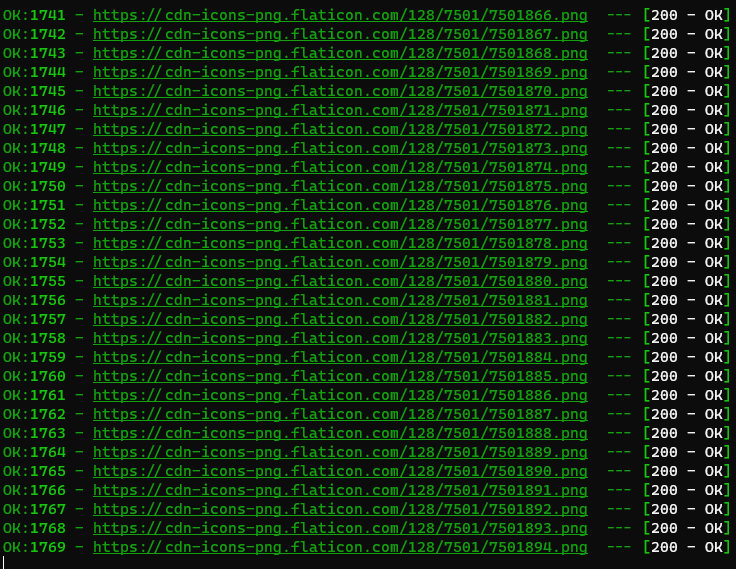 OK:1741 - https://cdn-icons-png.flaticon.com/128/7501/7501866.png --- [200 - OK]
OK:1742 - https://cdn-icons-png.flaticon.com/128/7501/7501867.png --- [200 - OK]
OK:1743 - https://cdn-icons-png.flaticon.com/128/7501/7501868.png --- [200 - OK]
OK:1744 - https://cdn-icons-png.flaticon.com/128/7501/7501869.png --- [200 - OK]
OK:1745 - https://cdn-icons-png.flaticon.com/128/7501/7501870.png --- [200 - OK]
OK:1746 - https://cdn-icons-png.flaticon.com/128/7501/7501871.png --- [200 - OK]
OK:1747 - https://cdn-icons-png.flaticon.com/128/7501/7501872.png --- [200 - OK]
OK:1748 - https://cdn-icons-png.flaticon.com/128/7501/7501873.png --- [200 - OK]
OK:1749 - https://cdn-icons-png.flaticon.com/128/7501/7501874.png --- [200 - OK]
OK:1750 - https://cdn-icons-png.flaticon.com/128/7501/7501875.png --- [200 - OK]
OK:1751 - https://cdn-icons-png.flaticon.com/128/7501/7501876.png --- [200 - OK]
OK:1752 - https://cdn-icons-png.flaticon.com/128/7501/7501877.png --- [200 - OK]
OK:1753 - https://cdn-icons-png.flaticon.com/128/7501/7501878.png --- [200 - OK]
OK:1754 - https://cdn-icons-png.flaticon.com/128/7501/7501879.png --- [200 - OK]
OK:1755 - https://cdn-icons-png.flaticon.com/128/7501/7501880.png --- [200 - OK]
OK:1756 - https://cdn-icons-png.flaticon.com/128/7501/7501881.png --- [200 - OK]
OK:1757 - https://cdn-icons-png.flaticon.com/128/7501/7501882.png --- [200 - OK]
OK:1758 - https://cdn-icons-png.flaticon.com/128/7501/7501883.png --- [200 - OK]
OK:1759 - https://cdn-icons-png.flaticon.com/128/7501/7501884.png --- [200 - OK]
OK:1760 - https://cdn-icons-png.flaticon.com/128/7501/7501885.png --- [200 - OK]
OK:1761 - https://cdn-icons-png.flaticon.com/128/7501/7501886.png --- [200 - OK]
OK:1762 - https://cdn-icons-png.flaticon.com/128/7501/7501887.png --- [200 - OK]
OK:1763 - https://cdn-icons-png.flaticon.com/128/7501/7501888.png --- [200 - OK]
OK:1764 - https://cdn-icons-png.flaticon.com/128/7501/7501889.png --- [200 - OK]
OK:1765 - https://cdn-icons-png.flaticon.com/128/7501/7501890.png --- [200 - OK]
OK:1766 - https://cdn-icons-png.flaticon.com/128/7501/7501891.png --- [200 - OK]
OK:1767 - https://cdn-icons-png.flaticon.com/128/7501/7501892.png --- [200 - OK]
OK:1768 - https://cdn-icons-png.flaticon.com/128/7501/7501893.png --- [200 - OK]
OK:1769 - https://cdn-icons-png.flaticon.com/128/7501/7501894.png --- [200 - OK]